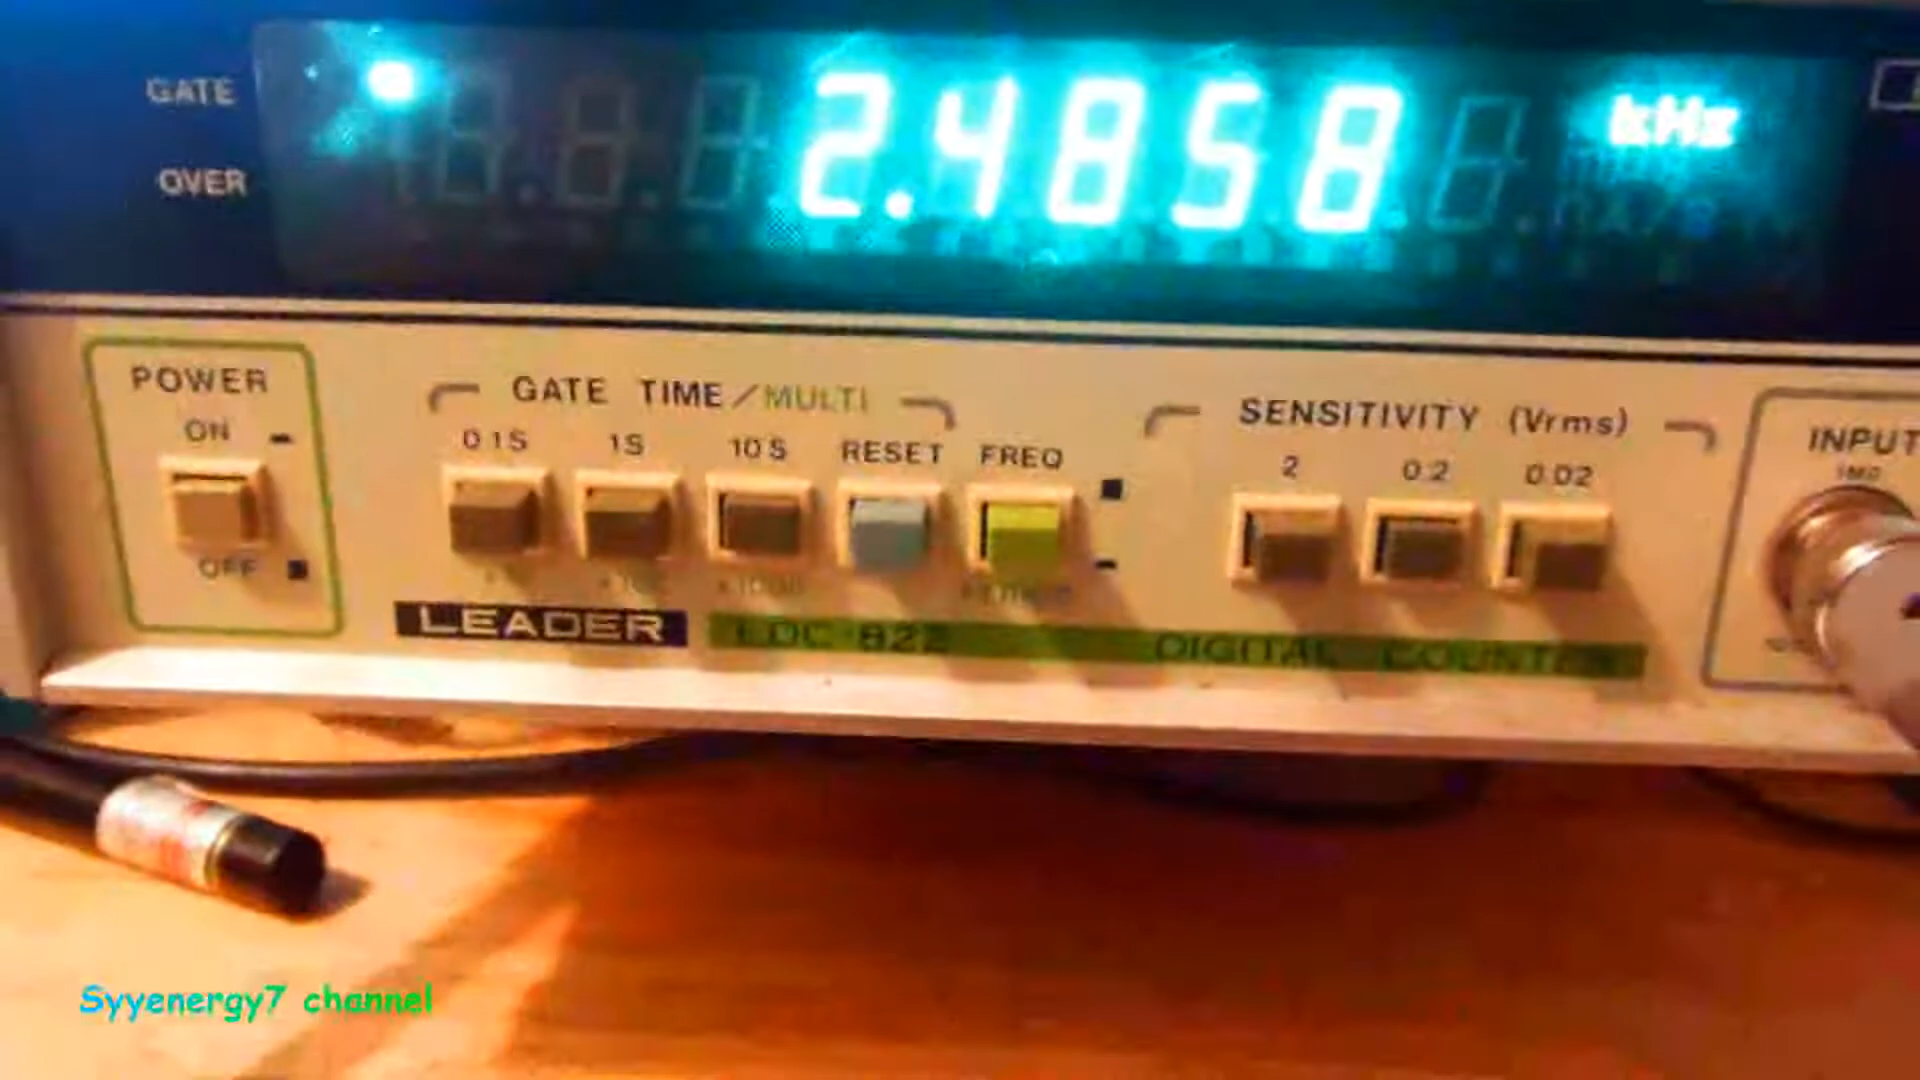 GATE
2.4858 kHz
OVER
POWER
ON
OFF
GATE TIME/MULTI
0.1S 1S 10S RESET FREQ
SENSITIVITY (Vrms)
2 0.2 0.02
INPUT
LEADER LDC-822 DIGITAL COUNTER
Syyenergy7 channel